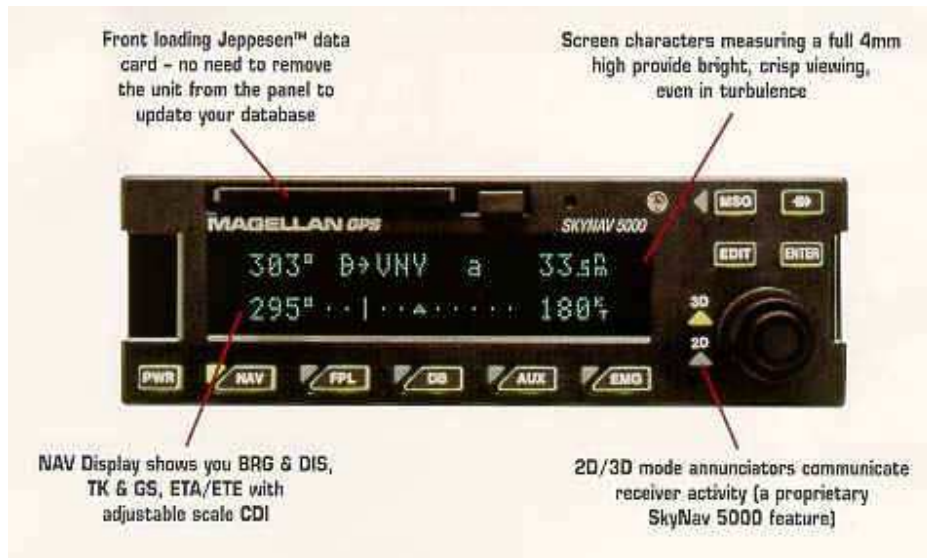 Front loading Jeppesen™ data
card – no need to remove
the unit from the panel to
update your database
Screen characters measuring a full 4mm
high provide bright, crisp viewing,
even in turbulence
MAGELLAN GPS
SKYNAV 5000
MSG
EDIT
ENTER
303° D→VNY a 33.5
295° 180
3D
2D
PWR
NAV
FPL
DB
AUX
EMG
NAV Display shows you BRG & DIS,
TK & GS, ETA/ETE with
adjustable scale CDI
2D/3D mode annunciators communicate
receiver activity (a proprietary
SkyNav 5000 feature)